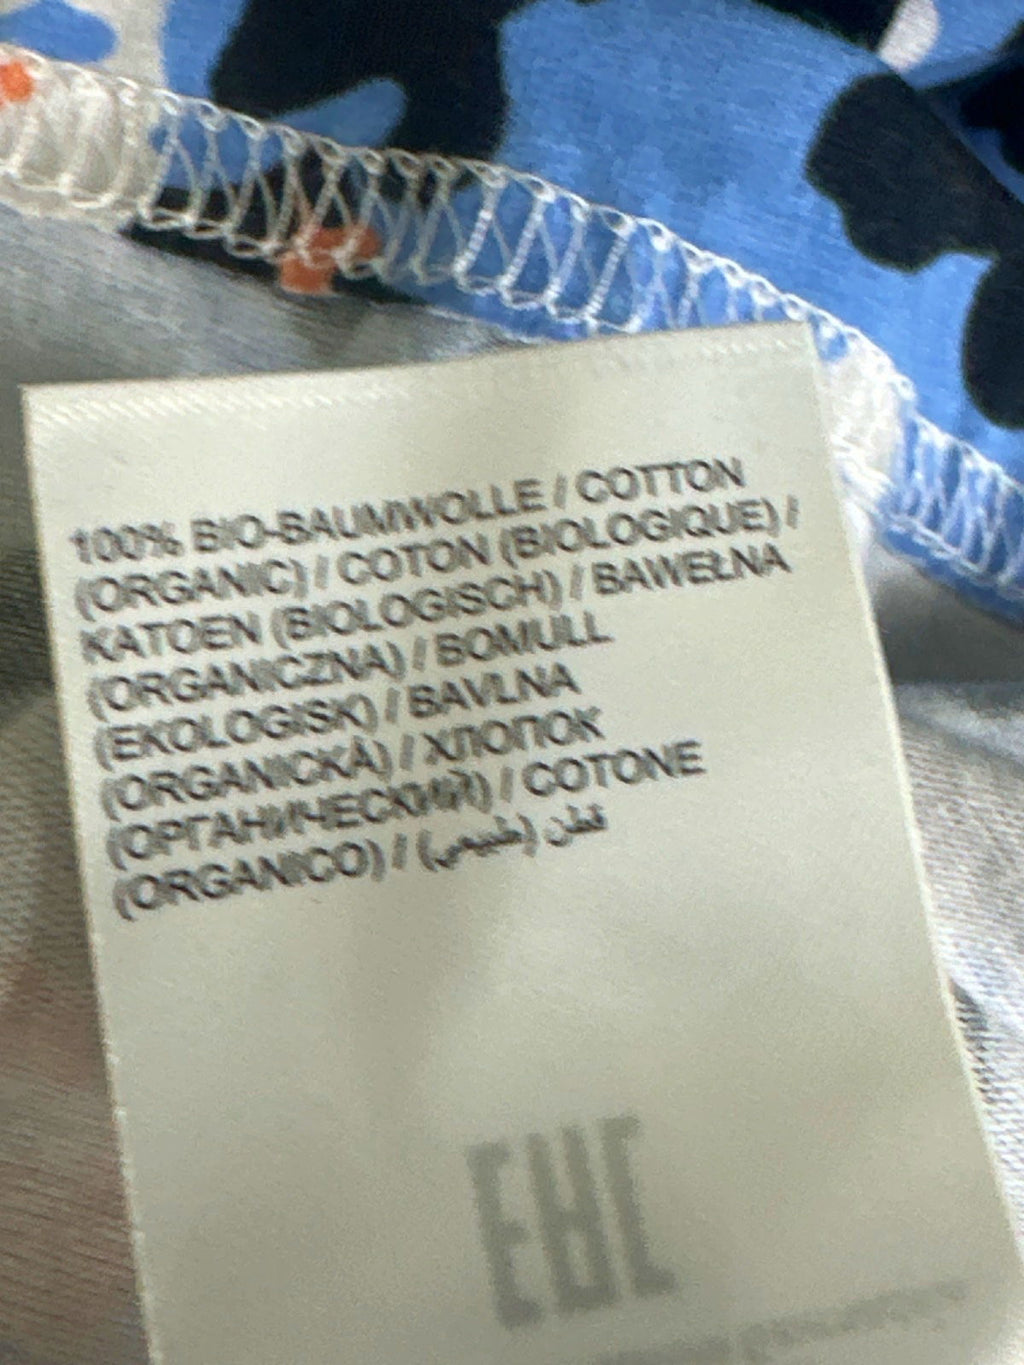 100% BIO-BAUMWOLLE / COTTON
(ORGANIC) / COTON (BIOLOGIQUE) /
KATOEN (BIOLOGISCH) / BAWEŁNA
(ORGANICZNA) / BOMULL
(EKOLOGISK) / BAVLNA
(ORGANICKÁ) / ХЛОПОК
(ОРГАНИЧЕСКИЙ) / COTONE
(ORGANICO) / قطن (طبيعي)
EAC